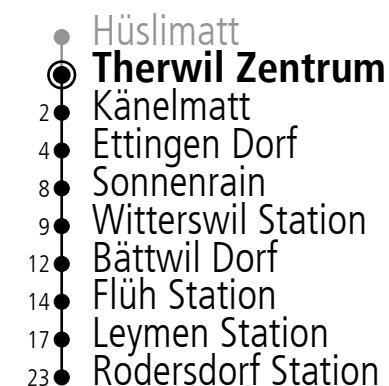 Hüslimatt
Therwil Zentrum
2 Känelmatt
4 Ettingen Dorf
8 Sonnenrain
9 Witterswil Station
12 Bättwil Dorf
14 Flüh Station
17 Leymen Station
23 Rodersdorf Station